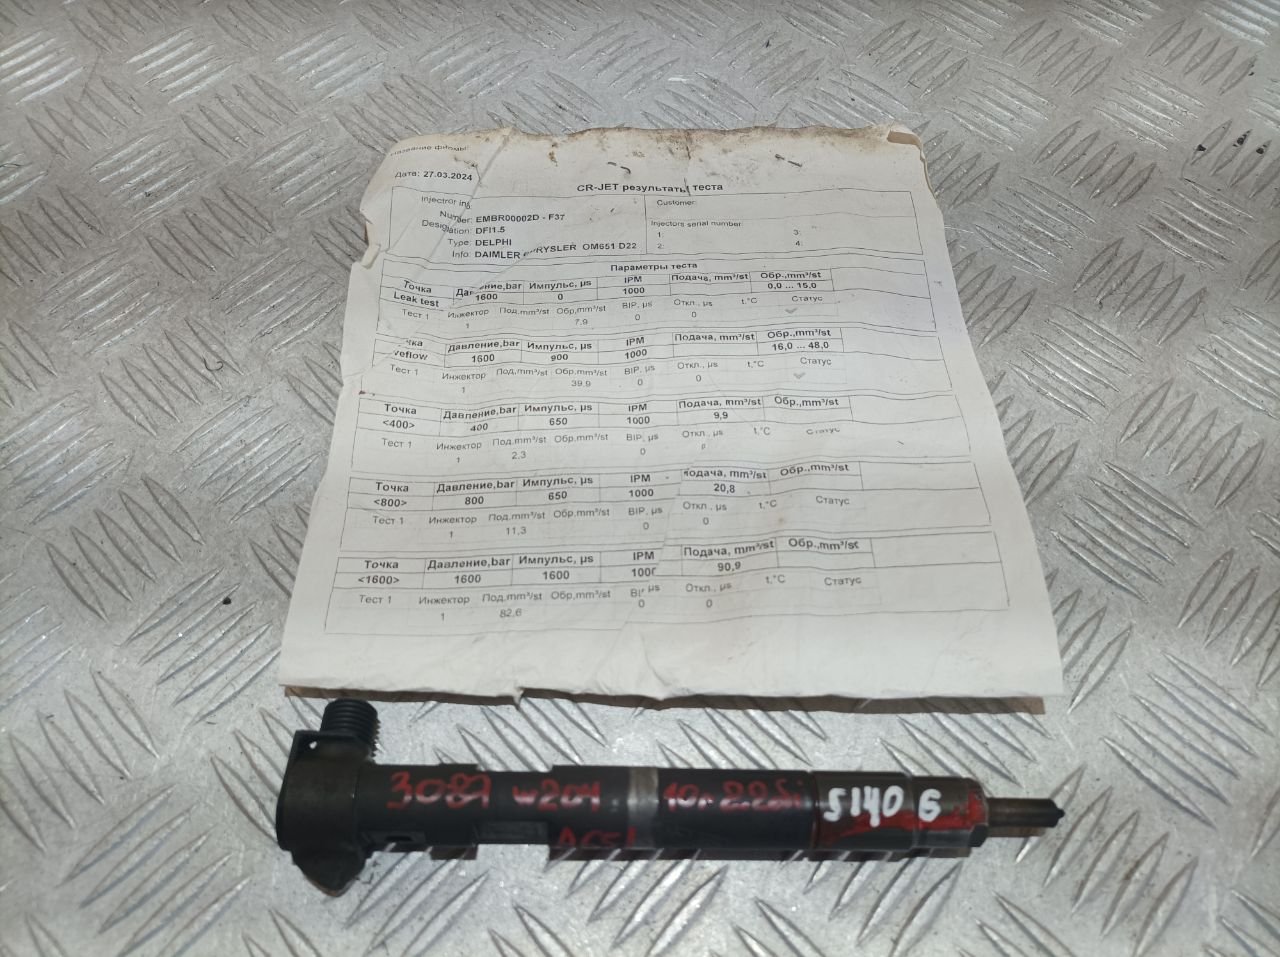 Название фирмы:
Дата: 27.03.2024
CR-JET результаты теста
Injectror inf.
Number: EMBR00002D - F37
Designation: DFI1.5
Type: DELPHI
Info: DAIMLER CHRYSLER OM651 D22
Customer:
Injectors serial number
1: 3:
2: 4:
Параметры теста
Точка Давление,bar Импульс, µs IPM Подача, mm³/st Обр.,mm³/st
Leak test 1600 0 1000 0,0 ... 15,0
Тест 1 Инжектор Под.mm³/st Обр,mm³/st BIP, µs Откл., µs t,°C Статус
1 7,9 0 0
чка Давление,bar Импульс, µs IPM Подача, mm³/st Обр.,mm³/st
veflow 1600 900 1000 16,0 ... 48,0
Тест 1 Инжектор Под,mm³/st Обр,mm³/st BIP, µs Откл., µs t,°C Статус
1 39,9 0 0
Точка Давление,bar Импульс, µs IPM Подача, mm³/st Обр.,mm³/st
<400> 400 650 1000 9,9
Тест 1 Инжектор Под,mm³/st Обр,mm³/st BIP, µs Откл., µs t,°C Статус
1 2,3 0
Точка Давление,bar Импульс, µs IPM Подача, mm³/st Обр.,mm³/st
<800> 800 650 1000 20,8
Тест 1 Инжектор Под,mm³/st Обр,mm³/st BIP, µs Откл., µs t,°C Статус
1 11,3 0 0
Точка Давление,bar Импульс, µs IPM Подача, mm³/st Обр.,mm³/st
<1600> 1600 1600 1000 90,9
Тест 1 Инжектор Под,mm³/st Обр,mm³/st BIP, µs Откл., µs t,°C Статус
1 82,6 0 0
3087 w204 10г 2.2di 5140 6